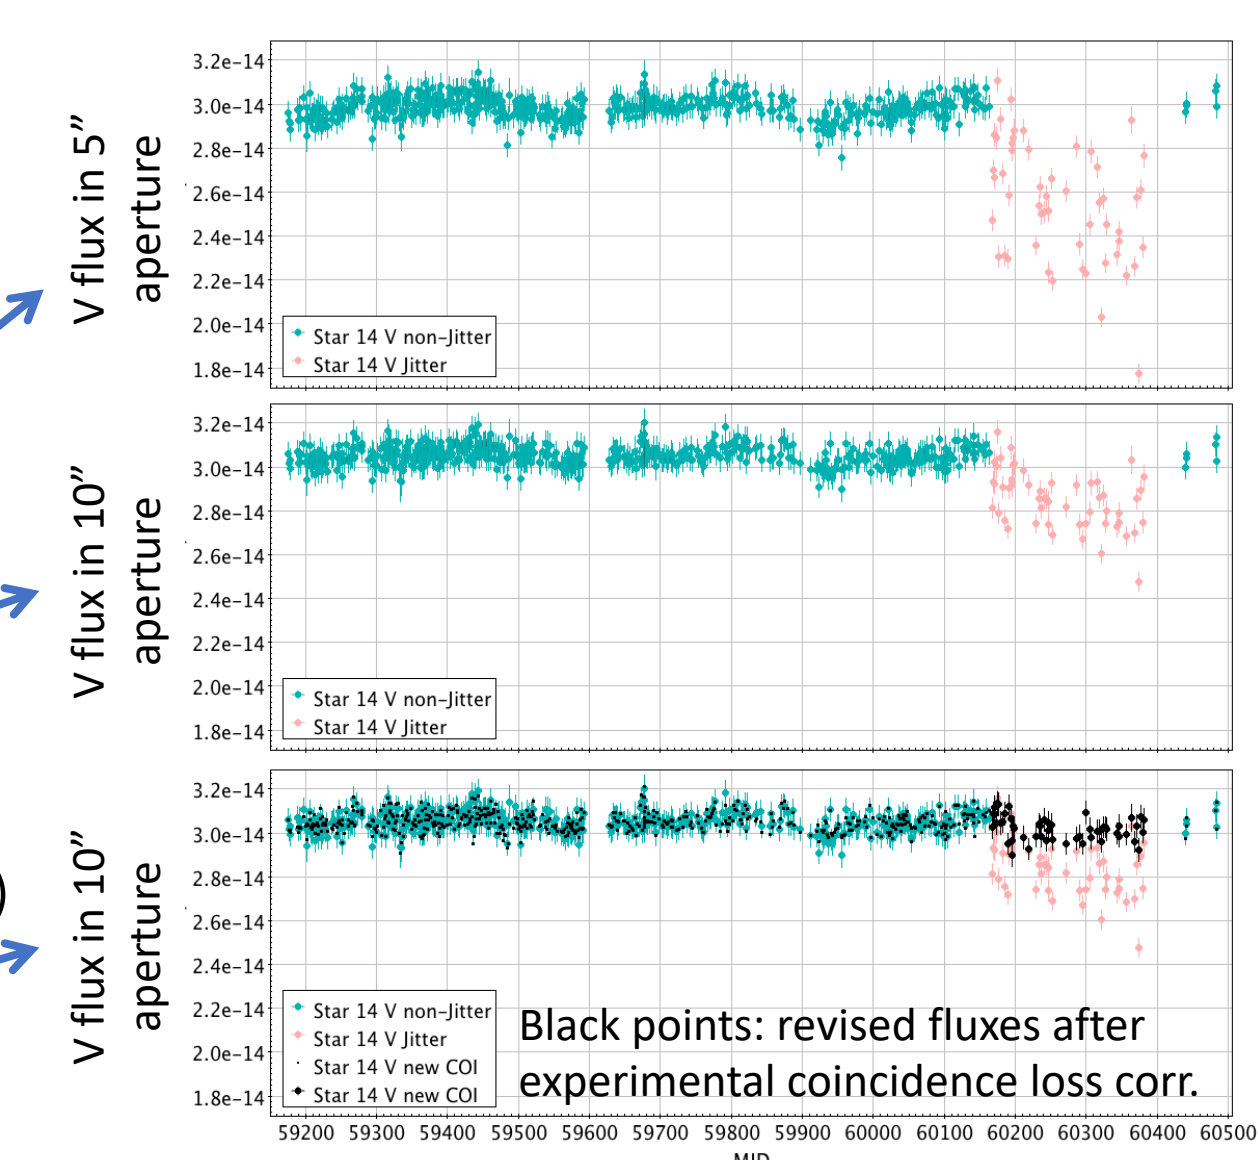 V flux in 5”
aperture
3.2e−14
3.0e−14
2.8e−14
2.6e−14
2.4e−14
2.2e−14
2.0e−14
1.8e−14
Star 14 V non−Jitter
Star 14 V Jitter
V flux in 10”
aperture
3.2e−14
3.0e−14
2.8e−14
2.6e−14
2.4e−14
2.2e−14
2.0e−14
1.8e−14
Star 14 V non−Jitter
Star 14 V Jitter
)
V flux in 10”
aperture
3.2e−14
3.0e−14
2.8e−14
2.6e−14
2.4e−14
2.2e−14
2.0e−14
1.8e−14
Star 14 V non−Jitter
Star 14 V Jitter
Star 14 V new COI
Star 14 V new COI
Black points: revised fluxes after
experimental coincidence loss corr.
59200 59300 59400 59500 59600 59700 59800 59900 60000 60100 60200 60300 60400 60500
MJD